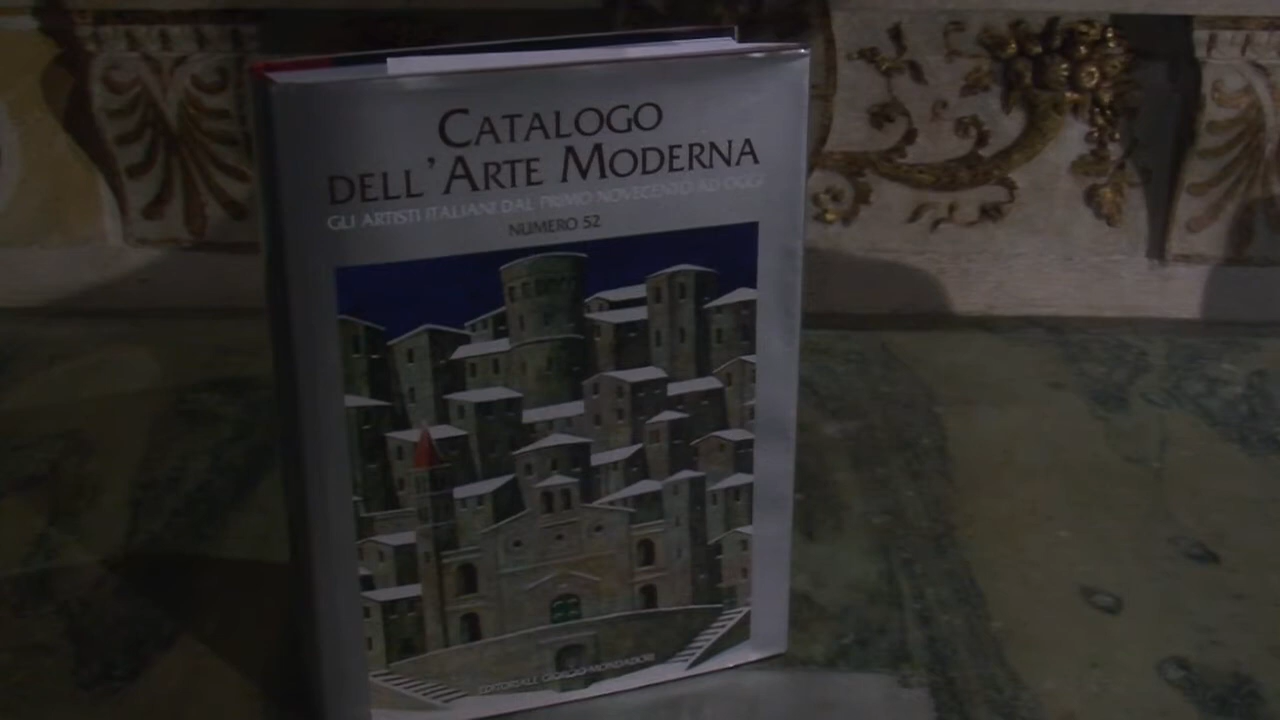 CATALOGO
DELL'ARTE MODERNA
GLI ARTISTI ITALIANI DAL PRIMO NOVECENTO AD OGGI
NUMERO 52
EDITORIALE GIORGIO MONDADORI